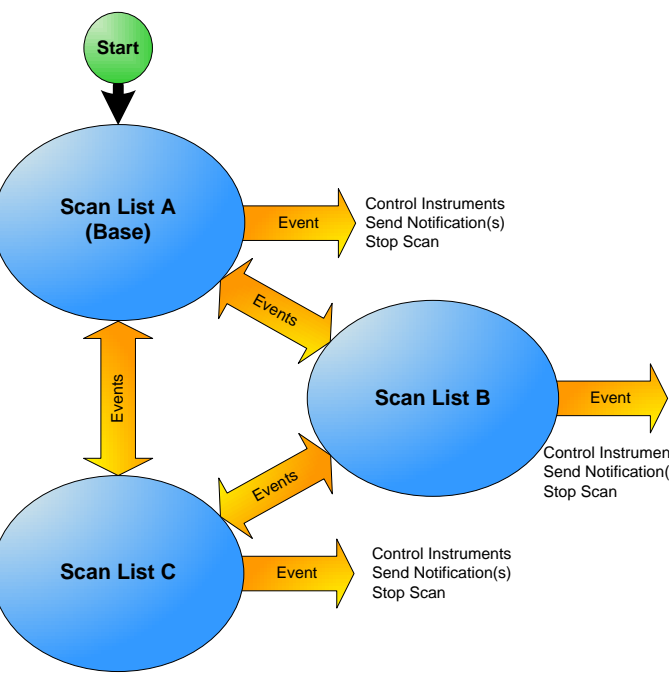 Start
Scan List A
(Base)
Event
Control Instruments
Send Notification(s)
Stop Scan
Events
Events
Scan List B
Event
Control Instrumen
Send Notification(
Stop Scan
Events
Scan List C
Event
Control Instruments
Send Notification(s)
Stop Scan